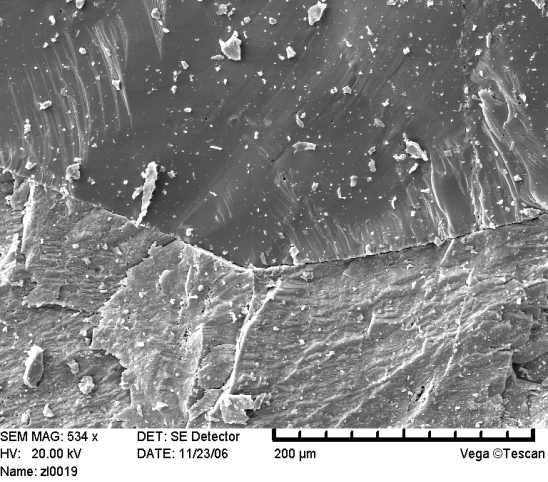 SEM MAG: 534 x DET: SE Detector
HV: 20.00 kV DATE: 11/23/06 200 µm Vega ©Tescan
Name: zl0019